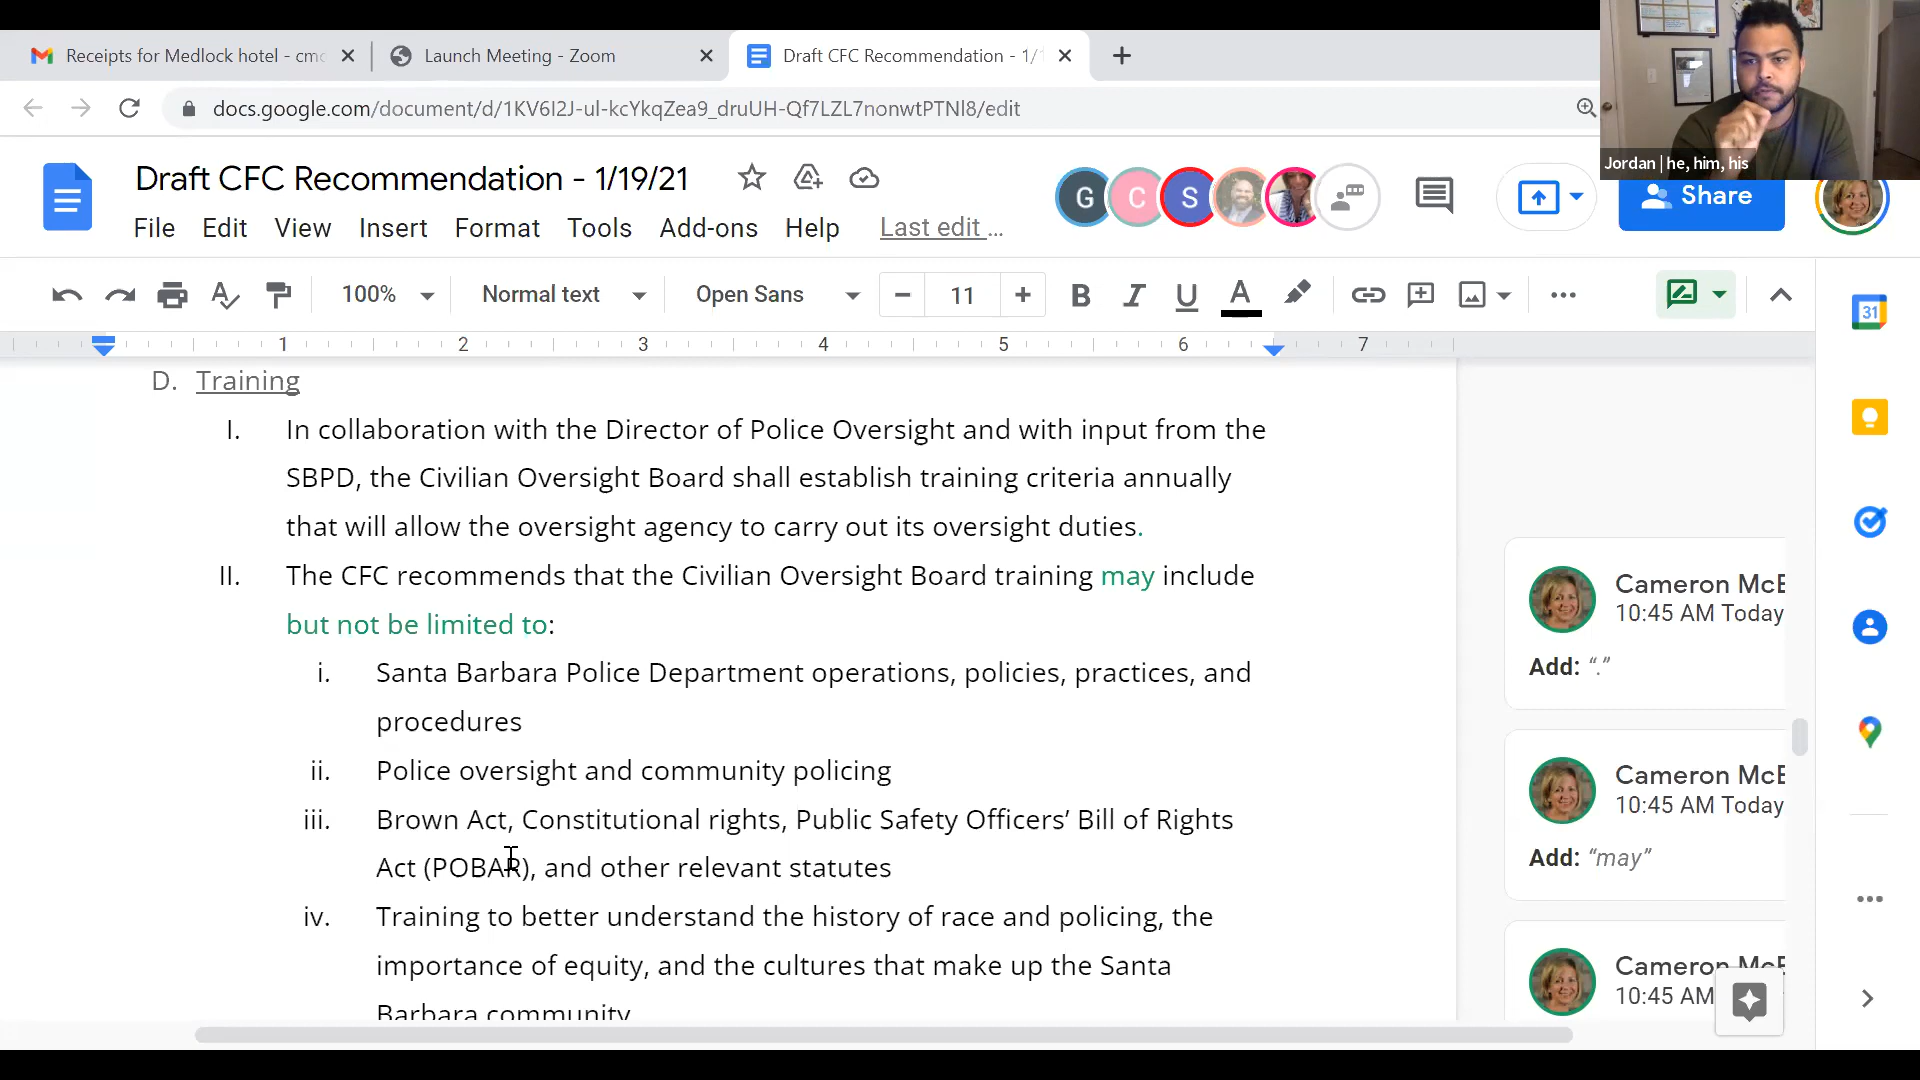 Receipts for Medlock hotel - cmc
Launch Meeting - Zoom
Draft CFC Recommendation - 1/1
docs.google.com/document/d/1KV6I2J-ul-kcYkqZea9_druUH-Qf7LZL7nonwtPTNl8/edit
Jordan | he, him, his
Draft CFC Recommendation - 1/19/21
G C S
Share
File Edit View Insert Format Tools Add-ons Help Last edit ...
100% Normal text Open Sans 11 B I U A
31
1 2 3 4 5 6 7
D. Training
I. In collaboration with the Director of Police Oversight and with input from the
SBPD, the Civilian Oversight Board shall establish training criteria annually
that will allow the oversight agency to carry out its oversight duties.
II. The CFC recommends that the Civilian Oversight Board training may include
but not be limited to:
i. Santa Barbara Police Department operations, policies, practices, and
procedures
ii. Police oversight and community policing
iii. Brown Act, Constitutional rights, Public Safety Officers’ Bill of Rights
Act (POBAR), and other relevant statutes
iv. Training to better understand the history of race and policing, the
importance of equity, and the cultures that make up the Santa
Barbara community
Cameron McE
10:45 AM Today
Add: “.”
Cameron McE
10:45 AM Today
Add: “may”
Cameron McE
10:45 AM